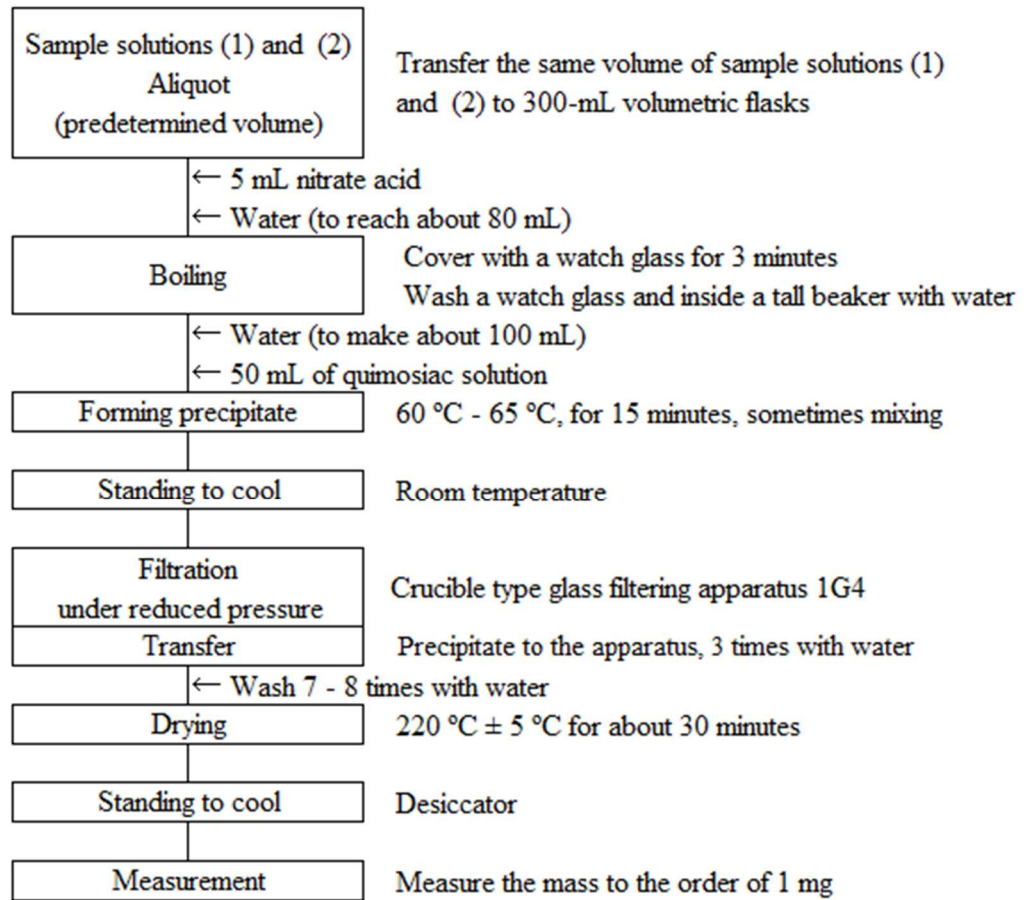 Sample solutions (1) and (2)
Aliquot
(predetermined volume)
Transfer the same volume of sample solutions (1)
and (2) to 300-mL volumetric flasks
← 5 mL nitrate acid
← Water (to reach about 80 mL)
Boiling
Cover with a watch glass for 3 minutes
Wash a watch glass and inside a tall beaker with water
← Water (to make about 100 mL)
← 50 mL of quimosiac solution
Forming precipitate
60 ºC - 65 ºC, for 15 minutes, sometimes mixing
Standing to cool
Room temperature
Filtration
under reduced pressure
Crucible type glass filtering apparatus 1G4
Transfer
Precipitate to the apparatus, 3 times with water
← Wash 7 - 8 times with water
Drying
220 ºC ± 5 ºC for about 30 minutes
Standing to cool
Desiccator
Measurement
Measure the mass to the order of 1 mg